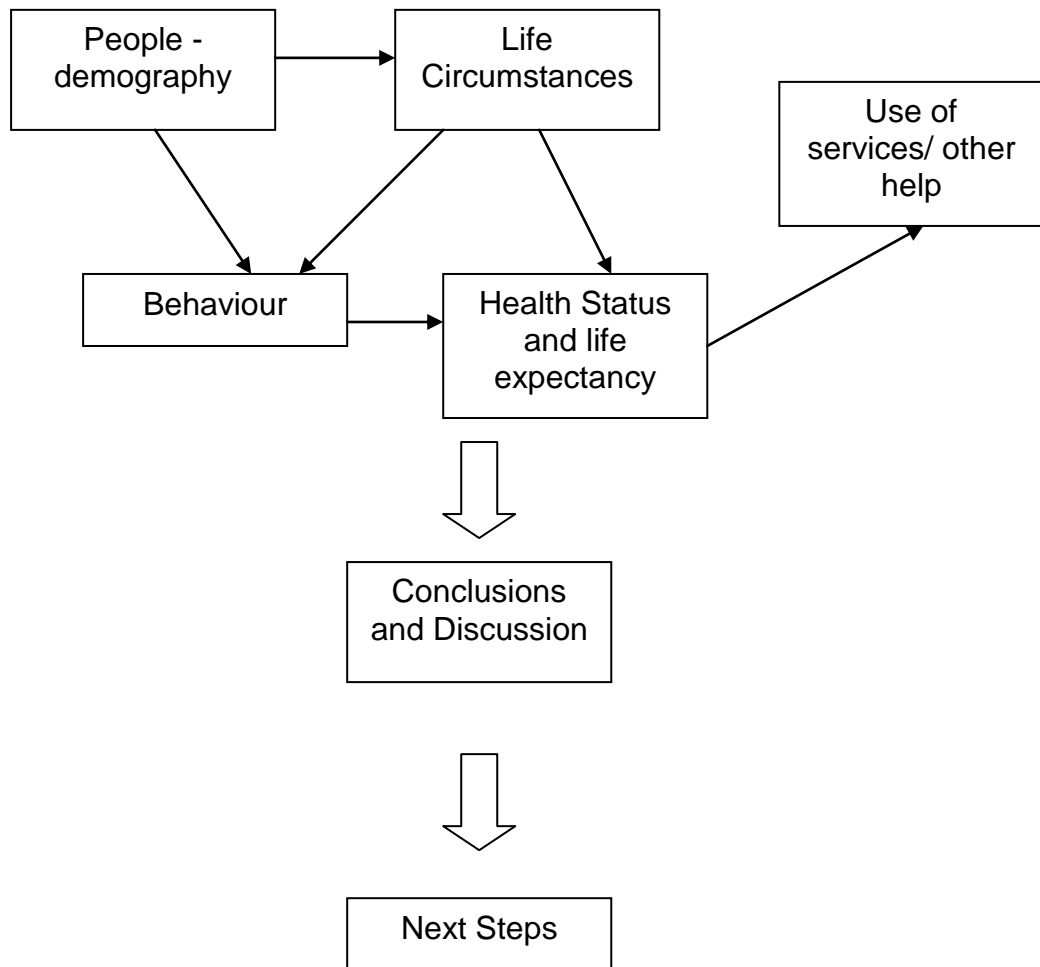 People -
demography
Life
Circumstances
Use of
services/ other
help
Behaviour
Health Status
and life
expectancy
Conclusions
and Discussion
Next Steps